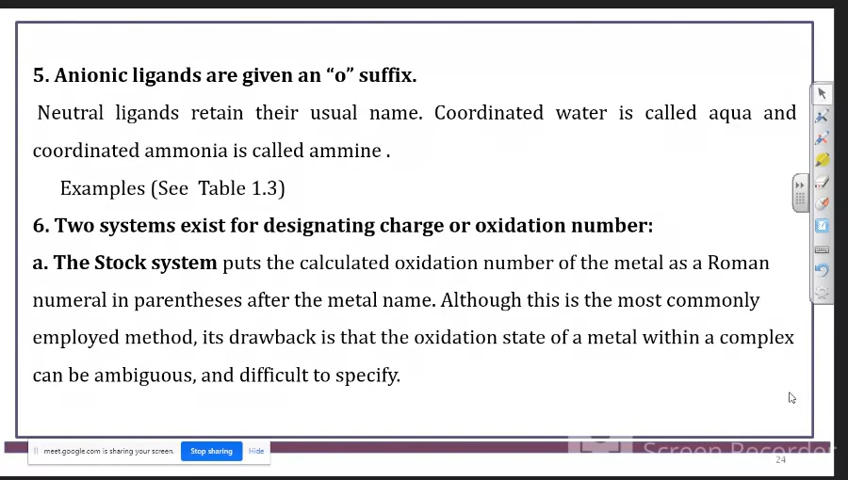 5. Anionic ligands are given an “o” suffix.
Neutral ligands retain their usual name. Coordinated water is called aqua and
coordinated ammonia is called ammine .
Examples (See Table 1.3)
6. Two systems exist for designating charge or oxidation number:
a. The Stock system puts the calculated oxidation number of the metal as a Roman
numeral in parentheses after the metal name. Although this is the most commonly
employed method, its drawback is that the oxidation state of a metal within a complex
can be ambiguous, and difficult to specify.
meet.google.com is sharing your screen. Stop sharing Hide
Screen Recorder
24